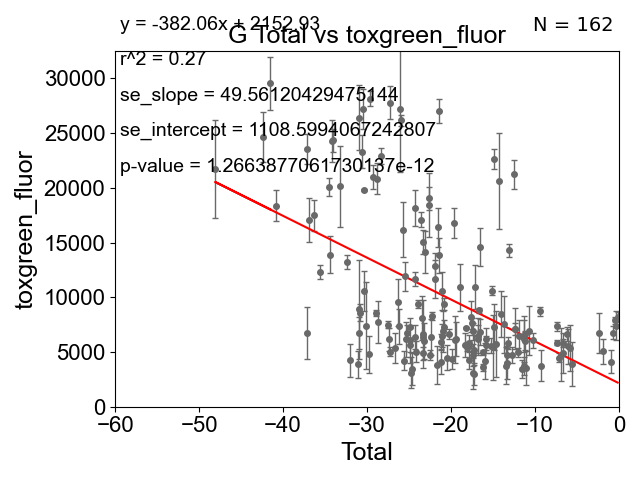 y = -382.06x + 2152.93
N = 162
G Total vs toxgreen_fluor
r^2 = 0.27
se_slope = 49.56120429475144
se_intercept = 1108.5994067242807
p-value = 1.2663877061730137e-12
30000
25000
20000
15000
10000
5000
0
toxgreen_fluor
−60 −50 −40 −30 −20 −10 0
Total